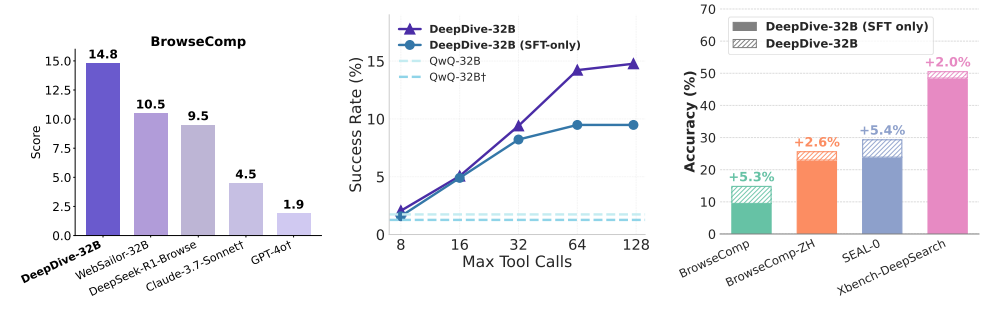 BrowseComp
Score
15.0
12.5
10.0
7.5
5.0
2.5
0.0
14.8
10.5
9.5
4.5
1.9
DeepDive-32B
WebSailor-32B
DeepSeek-R1-Browse
Claude-3.7-Sonnet†
GPT-4o†
Success Rate (%)
15
10
5
0
DeepDive-32B
DeepDive-32B (SFT-only)
QwQ-32B
QwQ-32B†
8
16
32
64
128
Max Tool Calls
Accuracy (%)
70
60
50
40
30
20
10
0
DeepDive-32B (SFT only)
DeepDive-32B
+5.3%
+2.6%
+5.4%
+2.0%
BrowseComp
BrowseComp-ZH
SEAL-0
Xbench-DeepSearch